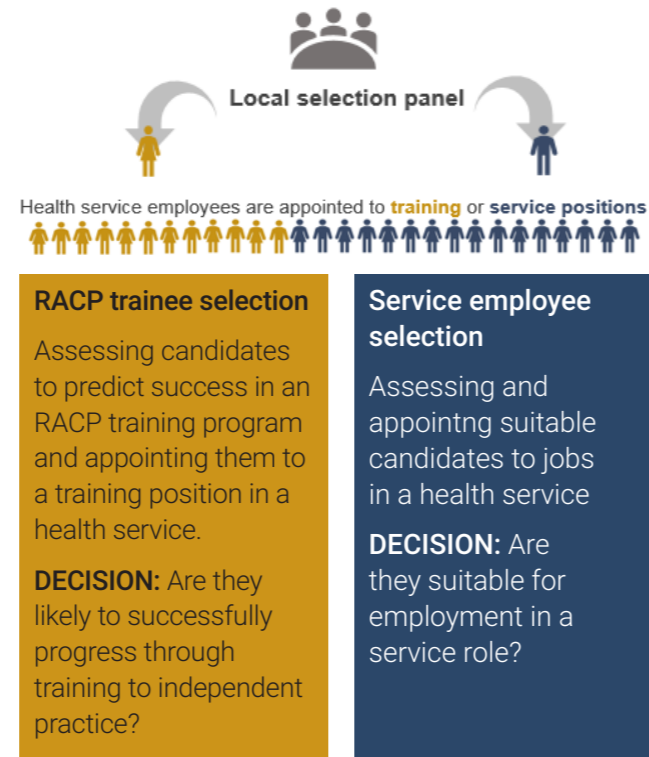 Local selection panel
Health service employees are appointed to training or service positions
RACP trainee selection
Assessing candidates
to predict success in an
RACP training program
and appointing them to
a training position in a
health service.
DECISION: Are they
likely to successfully
progress through
training to independent
practice?
Service employee
selection
Assessing and
appointng suitable
candidates to jobs
in a health service
DECISION: Are
they suitable for
employment in a
service role?